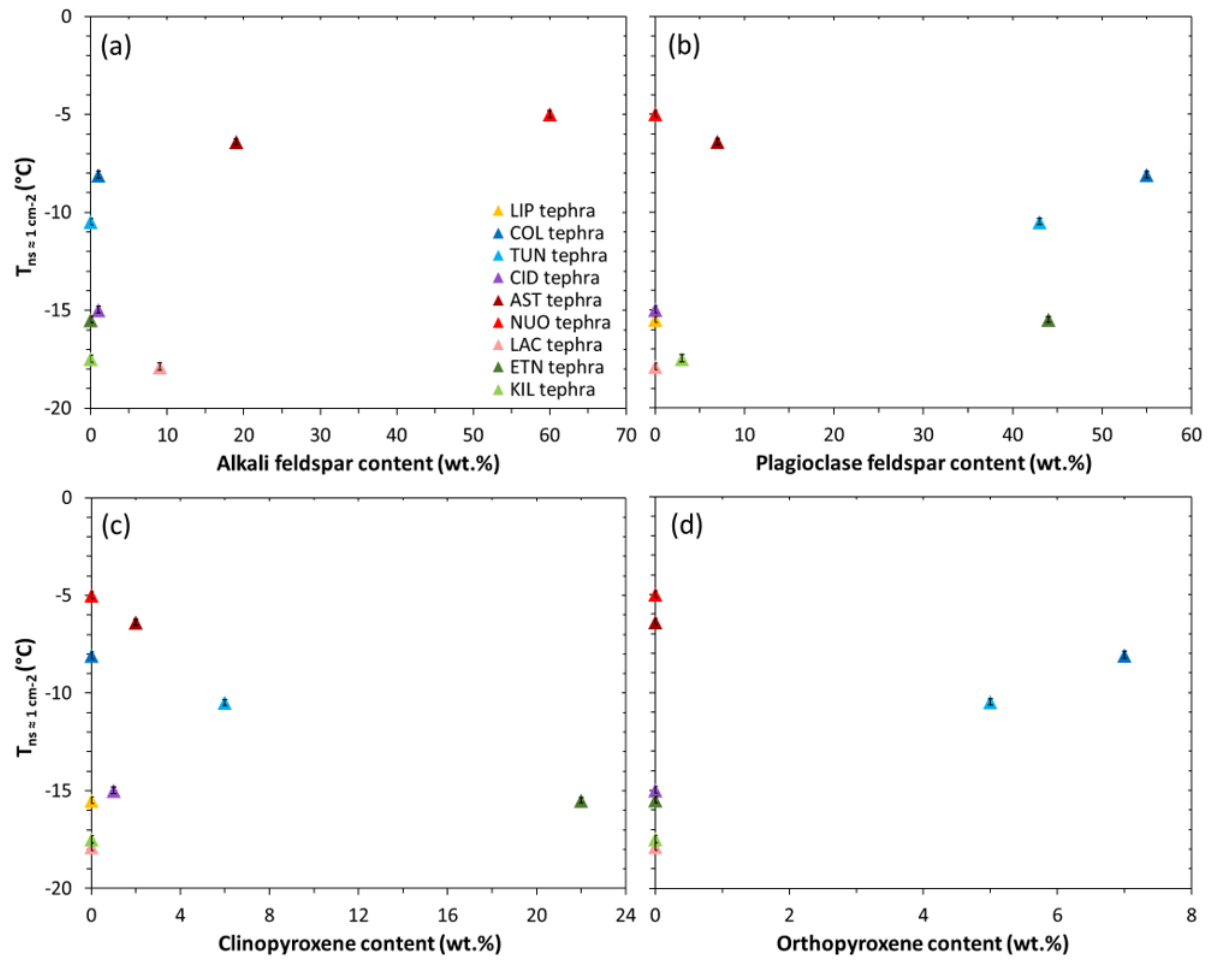 (a)
0
-5
-10
-15
-20
T ns ≈ 1 cm-2 (°C)
LIP tephra
COL tephra
TUN tephra
CID tephra
AST tephra
NUO tephra
LAC tephra
ETN tephra
KIL tephra
0 10 20 30 40 50 60 70
Alkali feldspar content (wt.%)
(b)
0 10 20 30 40 50 60
Plagioclase feldspar content (wt.%)
(c)
0
-5
-10
-15
-20
T ns ≈ 1 cm-2 (°C)
0 4 8 12 16 20 24
Clinopyroxene content (wt.%)
(d)
0 2 4 6 8
Orthopyroxene content (wt.%)